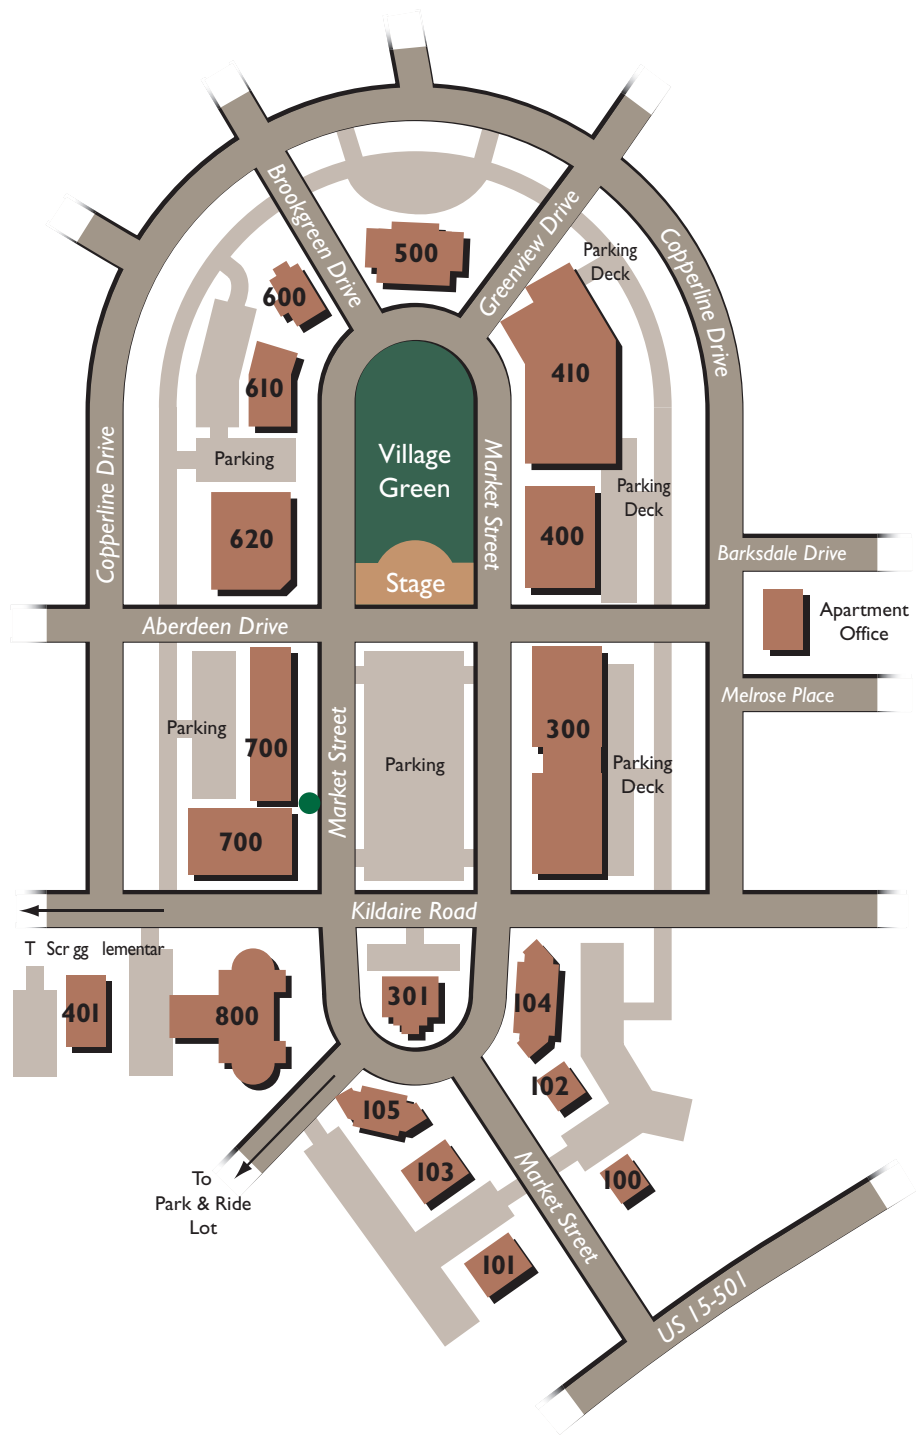 Brookgreen Drive
500
Greenview Drive
Parking
Deck
Copperline Drive
600
410
610
Village
Green
Market Street
Parking
Copperline Drive
Parking
Deck
620
400
Barksdale Drive
Stage
Aberdeen Drive
Apartment
Office
Melrose Place
Parking
700
Market Street
Parking
300
Parking
Deck
700
Kildaire Road
T Scr gg lementar
401
800
301
104
102
105
103
100
To
Park & Ride
Lot
Market Street
101
US 15-501